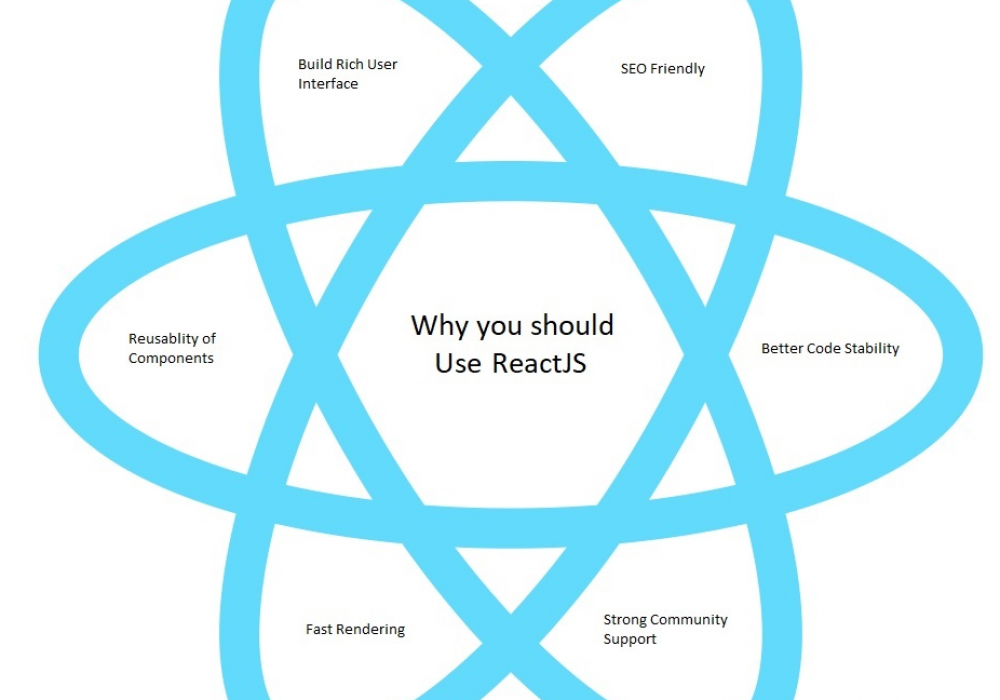 Build Rich User
Interface
SEO Friendly
Why you should
Use ReactJS
Reusablity of
Components
Better Code Stability
Fast Rendering
Strong Community
Support